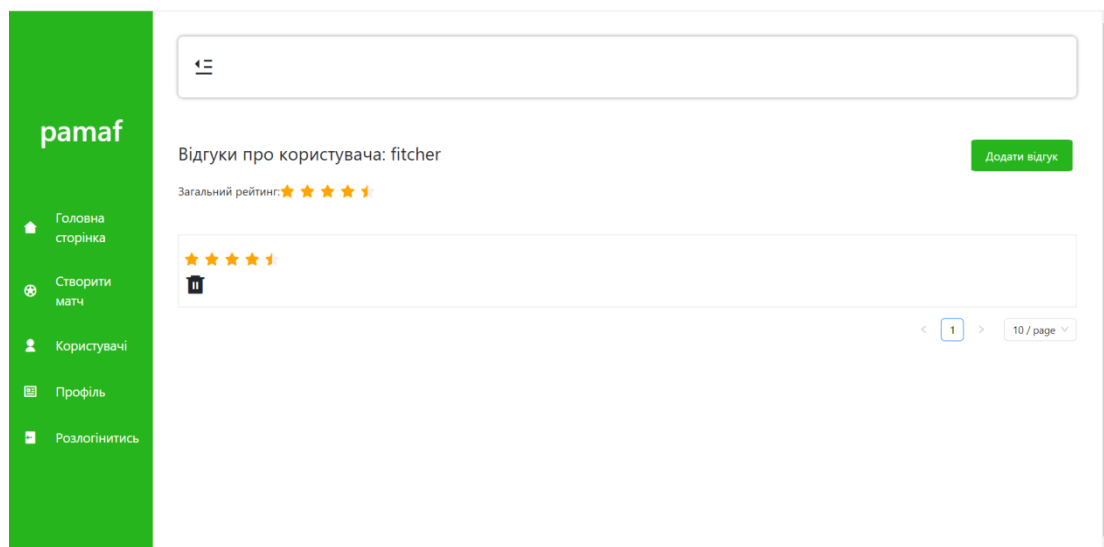 pamaf
Головна
сторінка
Створити
матч
Користувачі
Профіль
Розлогінитись
Відгуки про користувача: fitcher
Додати відгук
Загальний рейтинг:
1
10 / page